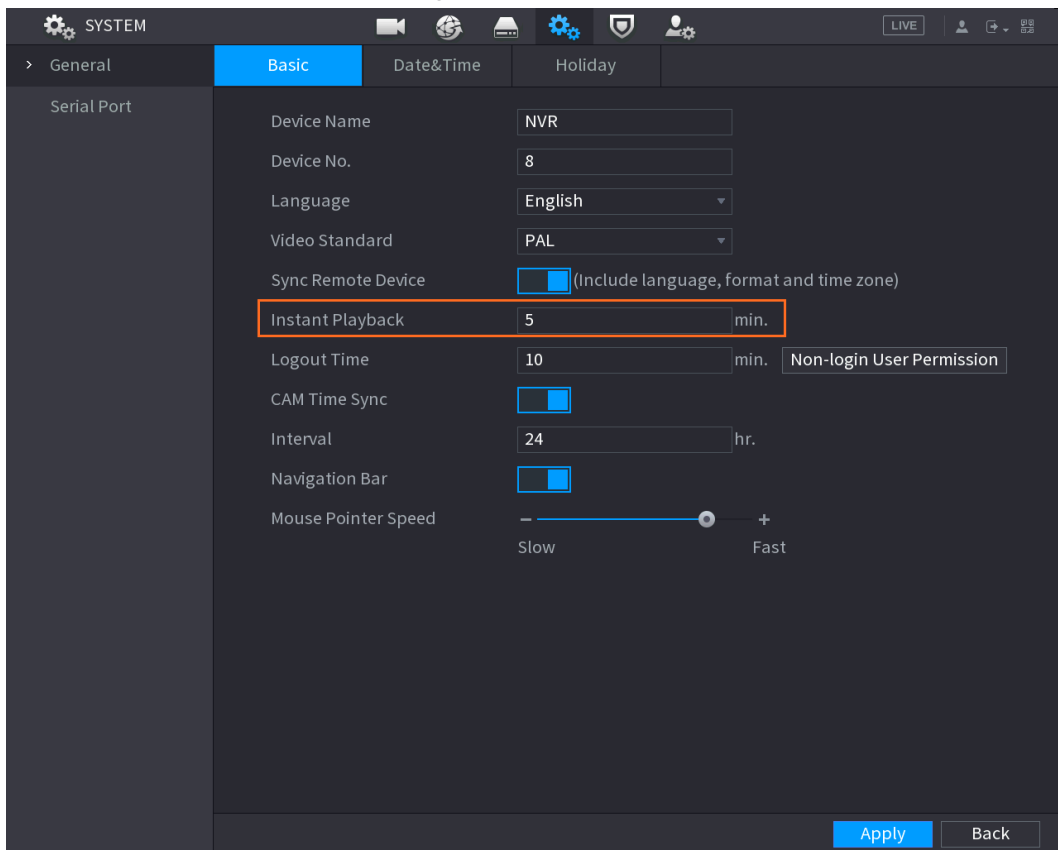 SYSTEM LIVE
General Basic Date&Time Holiday
Serial Port
Device Name NVR
Device No. 8
Language English
Video Standard PAL
Sync Remote Device (Include language, format and time zone)
Instant Playback 5 min.
Logout Time 10 min. Non-login User Permission
CAM Time Sync
Interval 24 hr.
Navigation Bar
Mouse Pointer Speed
Slow Fast
Apply Back